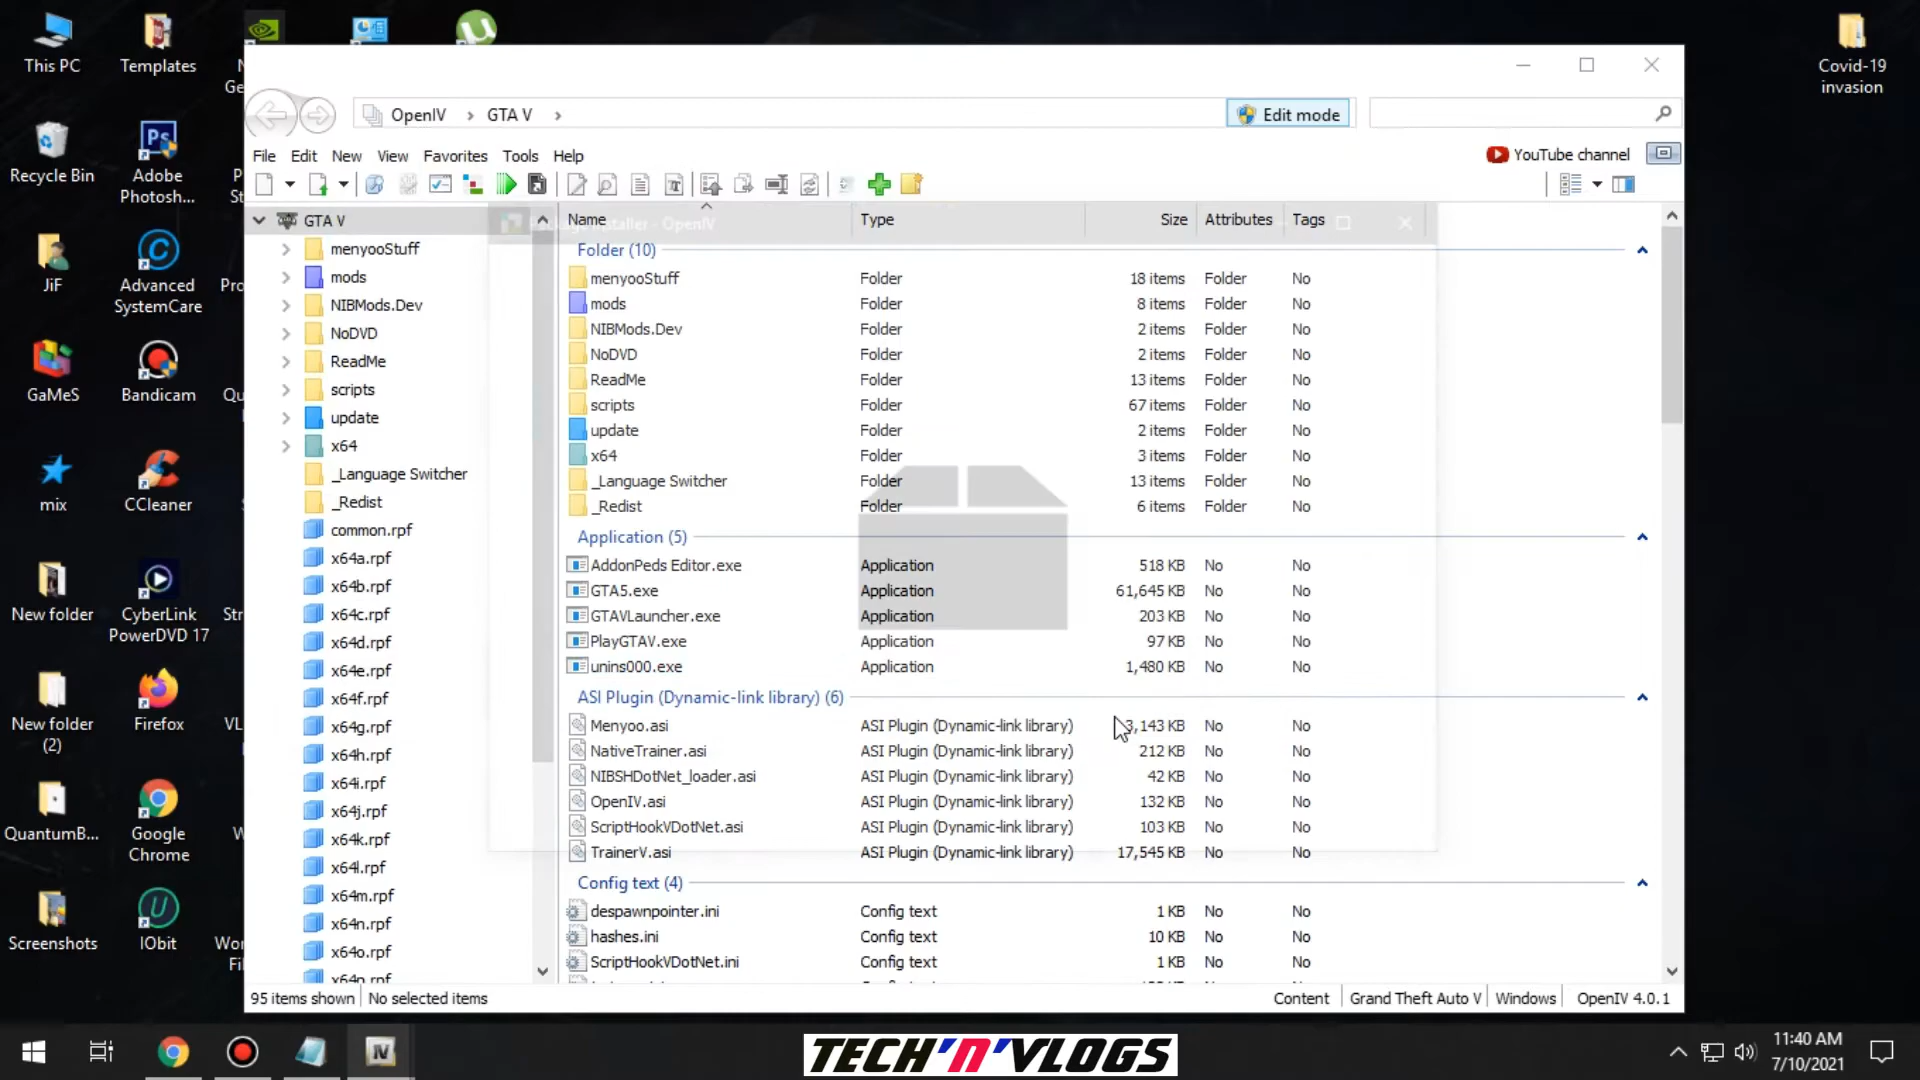 This PC
Templates
Ge
Recycle Bin
Adobe
Photosh...
JiF
Advanced
SystemCare
Pro
GaMeS
Bandicam
Qu
mix
CCleaner
New folder
CyberLink
PowerDVD 17
Str
New folder
(2)
Firefox
VL
QuantumB...
Google
Chrome
Screenshots
IObit
Wor
Fil
Covid-19
invasion
OpenIV
GTA V
Edit mode
File
Edit
New
View
Favorites
Tools
Help
YouTube channel
GTA V
menyooStuff
mods
NIBMods.Dev
NoDVD
ReadMe
scripts
update
x64
_Language Switcher
_Redist
common.rpf
x64a.rpf
x64b.rpf
x64c.rpf
x64d.rpf
x64e.rpf
x64f.rpf
x64g.rpf
x64h.rpf
x64i.rpf
x64j.rpf
x64k.rpf
x64l.rpf
x64m.rpf
x64n.rpf
x64o.rpf
Name Type Size Attributes Tags
Installer - OpenIV
Folder (10)
menyooStuff Folder 18 items Folder No
mods Folder 8 items Folder No
NIBMods.Dev Folder 2 items Folder No
NoDVD Folder 2 items Folder No
ReadMe Folder 13 items Folder No
scripts Folder 67 items Folder No
update Folder 2 items Folder No
x64 Folder 3 items Folder No
_Language Switcher Folder 13 items Folder No
_Redist Folder 6 items Folder No
Application (5)
AddonPeds Editor.exe Application 518 KB No No
GTA5.exe Application 61,645 KB No No
GTAVLauncher.exe Application 203 KB No No
PlayGTAV.exe Application 97 KB No No
unins000.exe Application 1,480 KB No No
ASI Plugin (Dynamic-link library) (6)
Menyoo.asi ASI Plugin (Dynamic-link library) 3,143 KB No No
NativeTrainer.asi ASI Plugin (Dynamic-link library) 212 KB No No
NIBSHDotNet_loader.asi ASI Plugin (Dynamic-link library) 42 KB No No
OpenIV.asi ASI Plugin (Dynamic-link library) 132 KB No No
ScriptHookVDotNet.asi ASI Plugin (Dynamic-link library) 103 KB No No
TrainerV.asi ASI Plugin (Dynamic-link library) 17,545 KB No No
Config text (4)
despawnpointer.ini Config text 1 KB No No
hashes.ini Config text 10 KB No No
ScriptHookVDotNet.ini Config text 1 KB No No
95 items shown No selected items
Content Grand Theft Auto V Windows OpenIV 4.0.1
TECH'N'VLOGS
11:40 AM
7/10/2021